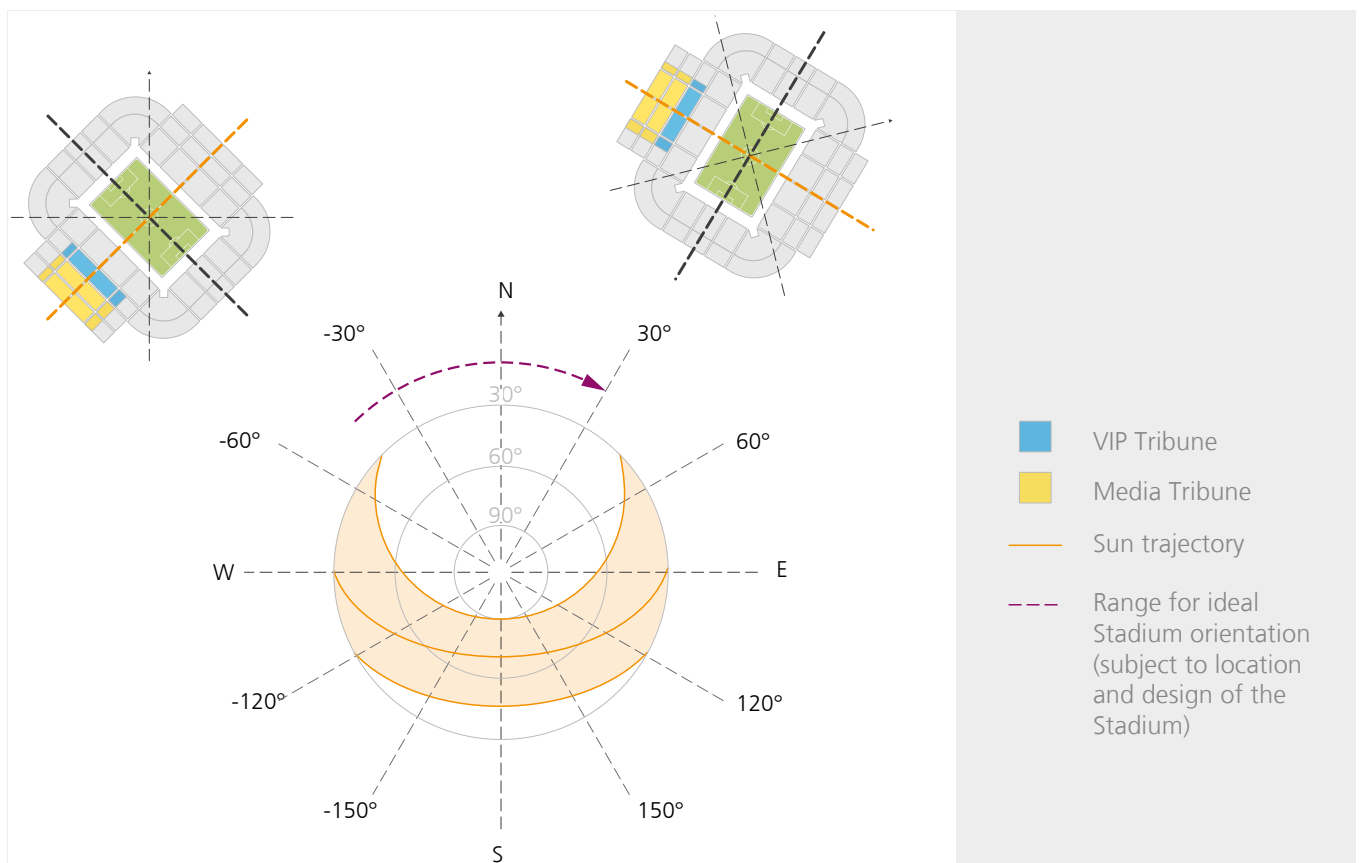 N
-30°
30°
30°
-60°
60°
60°
90°
W
E
-120°
120°
-150°
150°
S
VIP Tribune
Media Tribune
Sun trajectory
Range for ideal
Stadium orientation
(subject to location
and design of the
Stadium)